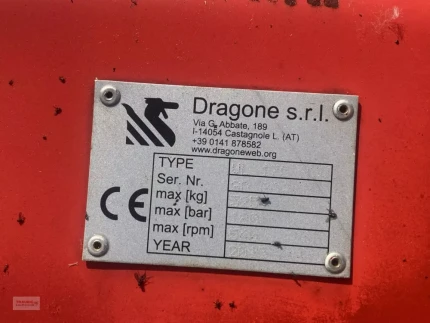 Dragone s.r.l.
Via G. Abbate, 189
I-14054 Castagnole L. (AT)
+39 0141 878582
www.dragoneweb.org
TYPE
Ser. Nr.
max [kg]
max [bar]
max [rpm]
YEAR
CE